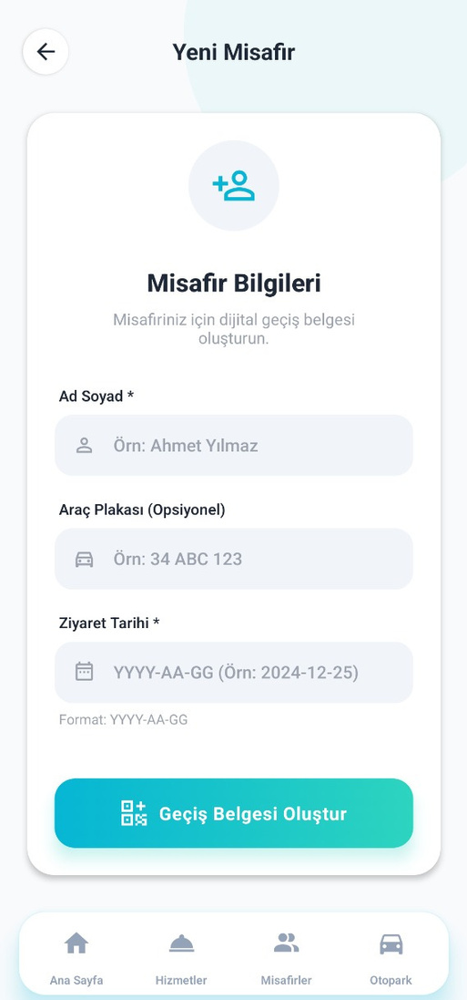 Yeni Misafir
Misafir Bilgileri
Misafiriniz için dijital geçiş belgesi
oluşturun.
Ad Soyad *
Örn: Ahmet Yılmaz
Araç Plakası (Opsiyonel)
Örn: 34 ABC 123
Ziyaret Tarihi *
YYYY-AA-GG (Örn: 2024-12-25)
Format: YYYY-AA-GG
Geçiş Belgesi Oluştur
Ana Sayfa
Hizmetler
Misafirler
Otopark